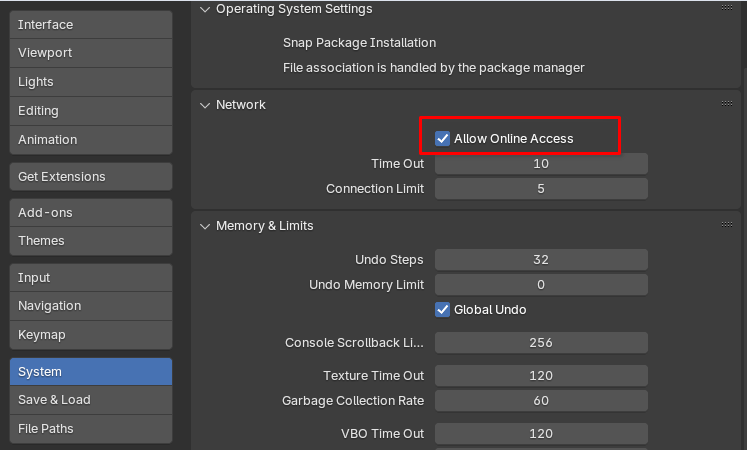 Interface
Viewport
Lights
Editing
Animation
Get Extensions
Add-ons
Themes
Input
Navigation
Keymap
System
Save & Load
File Paths
Operating System Settings
Snap Package Installation
File association is handled by the package manager
Network
Allow Online Access
Time Out 10
Connection Limit 5
Memory & Limits
Undo Steps 32
Undo Memory Limit 0
Global Undo
Console Scrollback Li... 256
Texture Time Out 120
Garbage Collection Rate 60
VBO Time Out 120